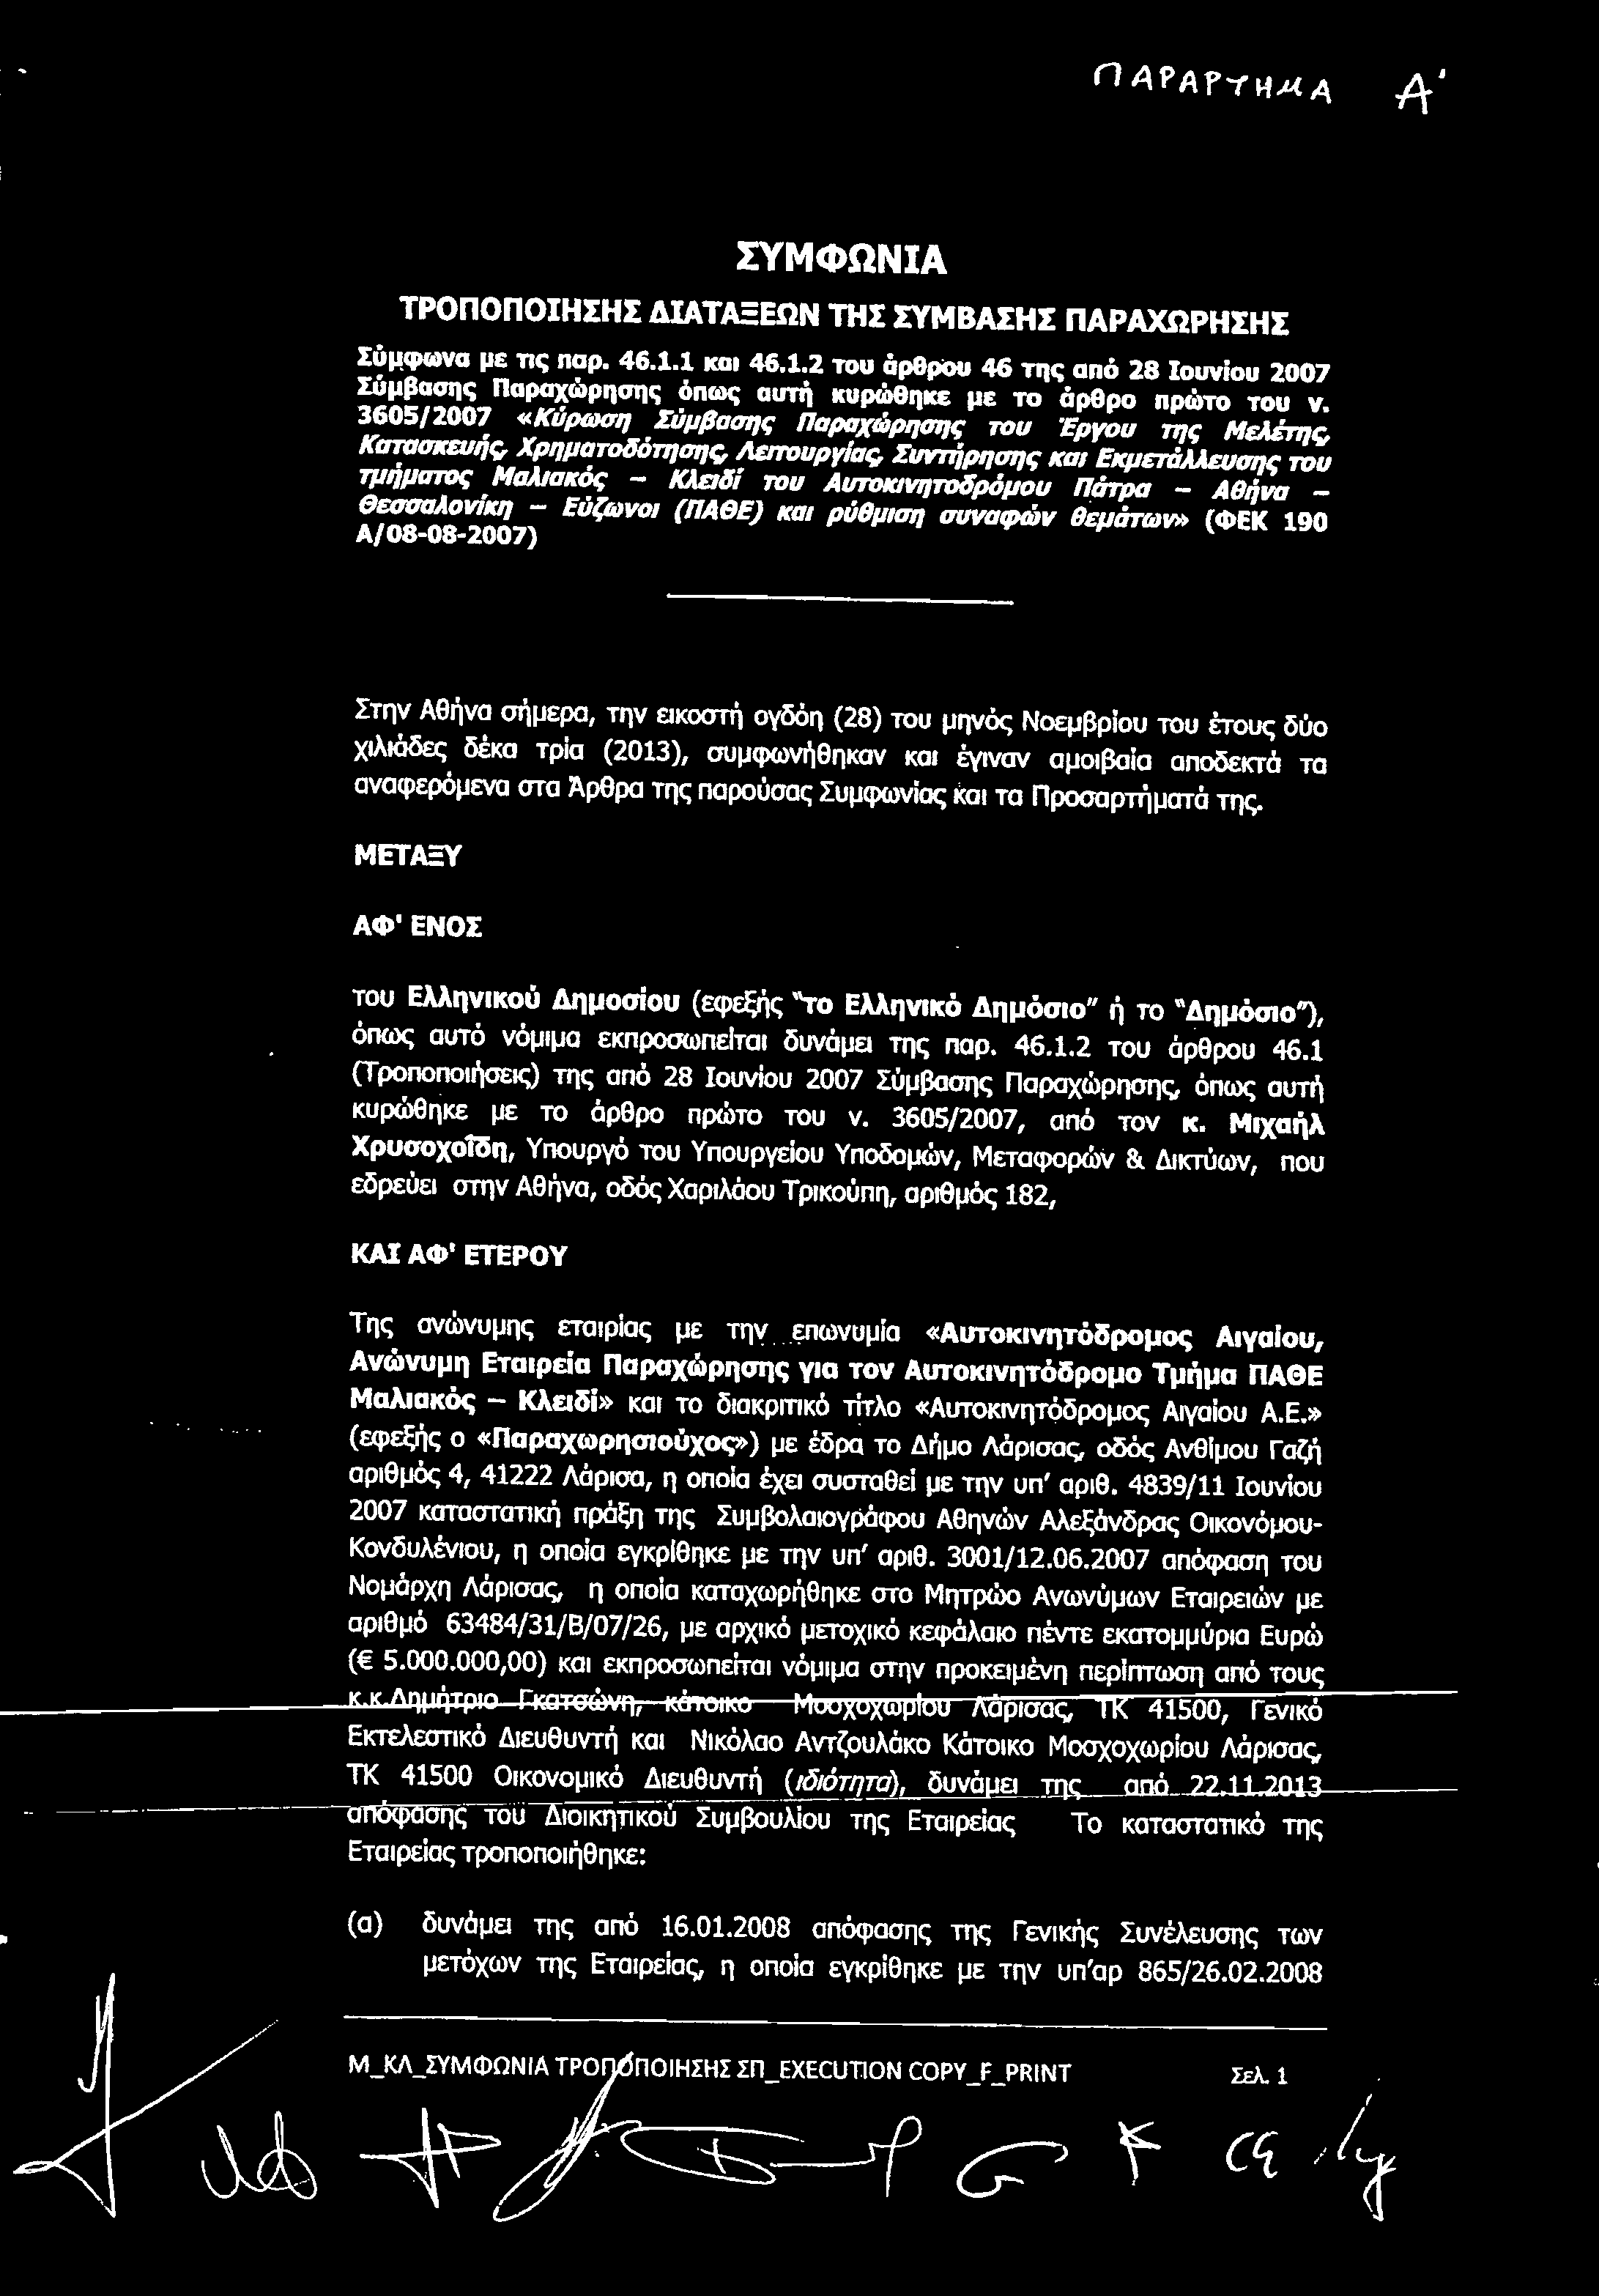 ΠΑΡΑΡΤΗΜΑ Α'
ΣΥΜΦΩΝΙΑ
ΤΡΟΠΟΠΟΙΗΣΗΣ ΔΙΑΤΑΞΕΩΝ ΤΗΣ ΣΥΜΒΑΣΗΣ ΠΑΡΑΧΩΡΗΣΗΣ
Σύμφωνα με τις παρ. 46.1.1 και 46.1.2 του άρθρου 46 της από 28 Ιουνίου 2007
Σύμβασης Παραχώρησης όπως αυτή κυρώθηκε με το άρθρο πρώτο του ν.
3605/2007 «Κύρωση Σύμβασης Παραχώρησης του Έργου της Μελέτης,
Κατασκευής, Χρηματοδότησης, Λειτουργίας, Συντήρησης και Εκμετάλλευσης του
τμήματος Μαλιακός – Κλειδί του Αυτοκινητοδρόμου Πάτρα – Αθήνα –
Θεσσαλονίκη – Εύζωνοι (ΠΑΘΕ) και ρύθμιση συναφών θεμάτων» (ΦΕΚ 190
Α/08-08-2007)
Στην Αθήνα σήμερα, την εικοστή ογδόη (28) του μηνός Νοεμβρίου του έτους δύο
χιλιάδες δέκα τρία (2013), συμφωνήθηκαν και έγιναν αμοιβαία αποδεκτά τα
αναφερόμενα στα Άρθρα της παρούσας Συμφωνίας και τα Προσαρτήματά της.
ΜΕΤΑΞΥ
ΑΦ' ΕΝΟΣ
του Ελληνικού Δημοσίου (εφεξής "το Ελληνικό Δημόσιο" ή το "Δημόσιο"),
όπως αυτό νόμιμα εκπροσωπείται δυνάμει της παρ. 46.1.2 του άρθρου 46.1
(Τροποποιήσεις) της από 28 Ιουνίου 2007 Σύμβασης Παραχώρησης, όπως αυτή
κυρώθηκε με το άρθρο πρώτο του ν. 3605/2007, από τον κ. Μιχαήλ
Χρυσοχοΐδη, Υπουργό του Υπουργείου Υποδομών, Μεταφορών & Δικτύων, που
εδρεύει στην Αθήνα, οδός Χαριλάου Τρικούπη, αριθμός 182,
ΚΑΙ ΑΦ' ΕΤΕΡΟΥ
Της ανώνυμης εταιρίας με την επωνυμία «Αυτοκινητόδρομος Αιγαίου,
Ανώνυμη Εταιρεία Παραχώρησης για τον Αυτοκινητόδρομο Τμήμα ΠΑΘΕ
Μαλιακός – Κλειδί» και το διακριτικό τίτλο «Αυτοκινητόδρομος Αιγαίου Α.Ε.»
(εφεξής ο «Παραχωρησιούχος») με έδρα το Δήμο Λάρισας, οδός Ανθίμου Γαζή
αριθμός 4, 41222 Λάρισα, η οποία έχει συσταθεί με την υπ' αριθ. 4839/11 Ιουνίου
2007 καταστατική πράξη της Συμβολαιογράφου Αθηνών Αλεξάνδρας Οικονόμου-
Κονδυλένιου, η οποία εγκρίθηκε με την υπ' αριθ. 3001/12.06.2007 απόφαση του
Νομάρχη Λάρισας, η οποία καταχωρήθηκε στο Μητρώο Ανωνύμων Εταιρειών με
αριθμό 63484/31/Β/07/26, με αρχικό μετοχικό κεφάλαιο πέντε εκατομμύρια Ευρώ
(€ 5.000.000,00) και εκπροσωπείται νόμιμα στην προκειμένη περίπτωση από τους
κ.κ.Δημήτριο Γκατσώνη, κάτοικο Μοσχοχωρίου Λάρισας, ΤΚ 41500, Γενικό
Εκτελεστικό Διευθυντή και Νικόλαο Αντζουλάκο Κάτοικο Μοσχοχωρίου Λάρισας,
ΤΚ 41500 Οικονομικό Διευθυντή (ιδιότητα), δυνάμει της από 22.11.2013
απόφασης του Διοικητικού Συμβουλίου της Εταιρείας Το καταστατικό της
Εταιρείας τροποποιήθηκε:
(α) δυνάμει της από 16.01.2008 απόφασης της Γενικής Συνέλευσης των
μετόχων της Εταιρείας, η οποία εγκρίθηκε με την υπ'αρ 865/26.02.2008
Μ_ΚΛ_ΣΥΜΦΩΝΙΑ ΤΡΟΠΟΠΟΙΗΣΗΣ ΣΠ_EXECUTION COPY_F_PRINT Σελ. 1